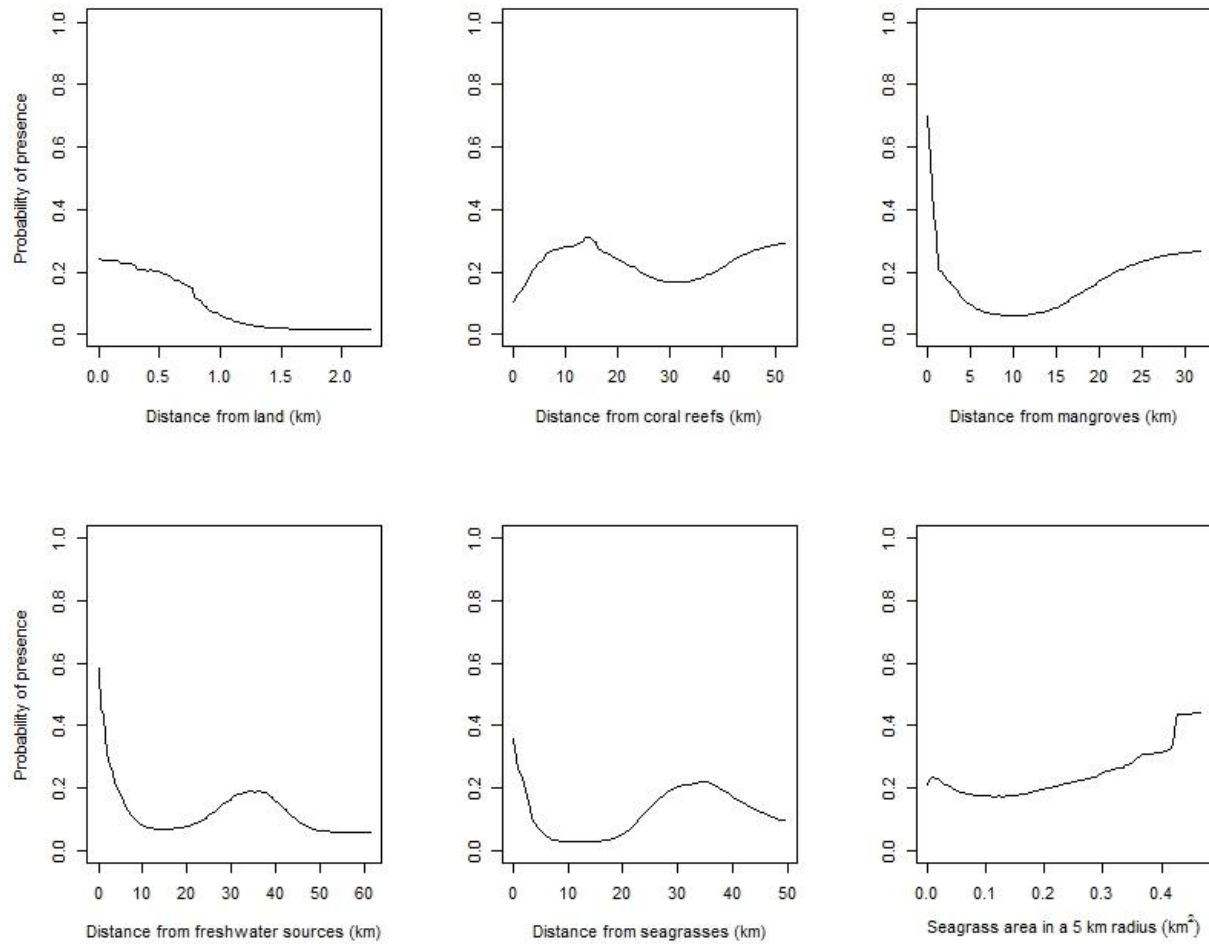 Probability of presence
0.0 0.2 0.4 0.6 0.8 1.0
0.0 0.5 1.0 1.5 2.0
Distance from land (km)
0.0 0.2 0.4 0.6 0.8 1.0
0 10 20 30 40 50
Distance from coral reefs (km)
0.0 0.2 0.4 0.6 0.8 1.0
0 5 10 15 20 25 30
Distance from mangroves (km)
Probability of presence
0.0 0.2 0.4 0.6 0.8 1.0
0 10 20 30 40 50 60
Distance from freshwater sources (km)
0.0 0.2 0.4 0.6 0.8 1.0
0 10 20 30 40 50
Distance from seagrasses (km)
0.0 0.2 0.4 0.6 0.8 1.0
0.0 0.1 0.2 0.3 0.4
Seagrass area in a 5 km radius (km²)